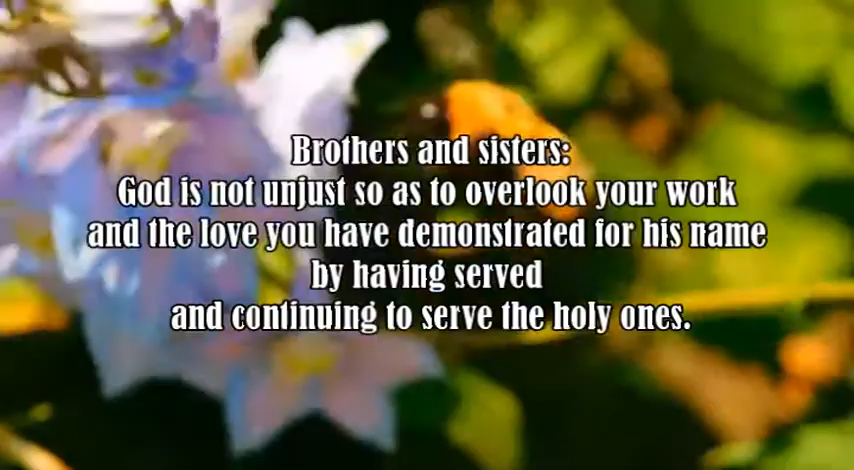 Brothers and sisters:
God is not unjust so as to overlook your work
and the love you have demonstrated for his name
by having served
and continuing to serve the holy ones.